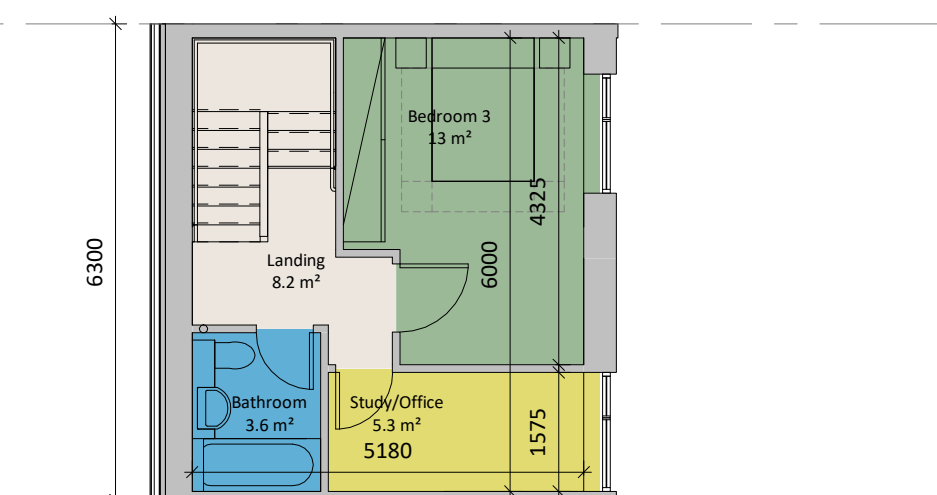 Bedroom 3
13 m²
4325
6300
6000
Landing
8.2 m²
Bathroom
3.6 m²
Study/Office
5.3 m²
1575
5180